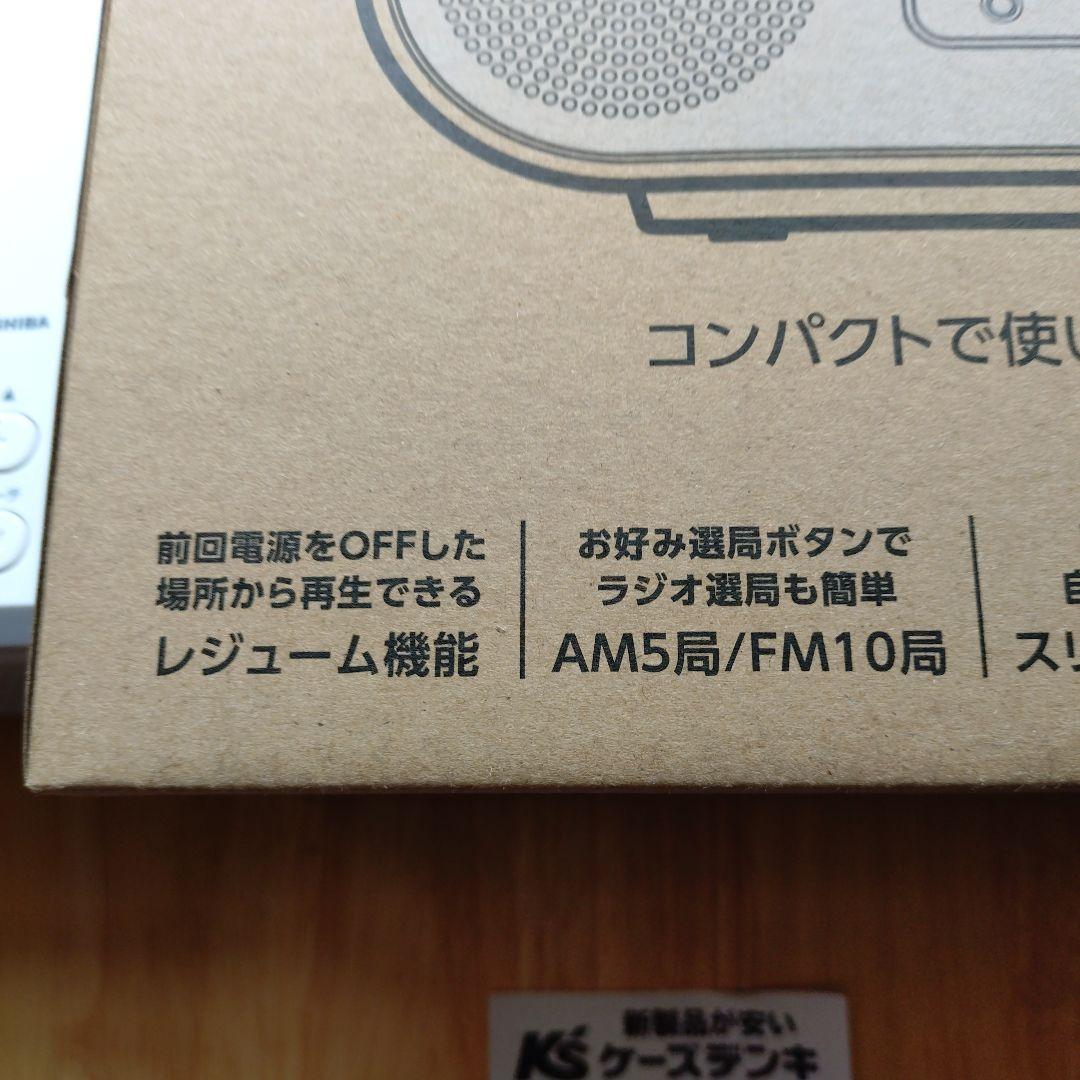 コンパクトで使い
前回電源をOFFした
場所から再生できる
レジューム機能
お好み選局ボタンで
ラジオ選局も簡単
AM5局/FM10局
スリ
新製品が安い
K's ケーズデンキ